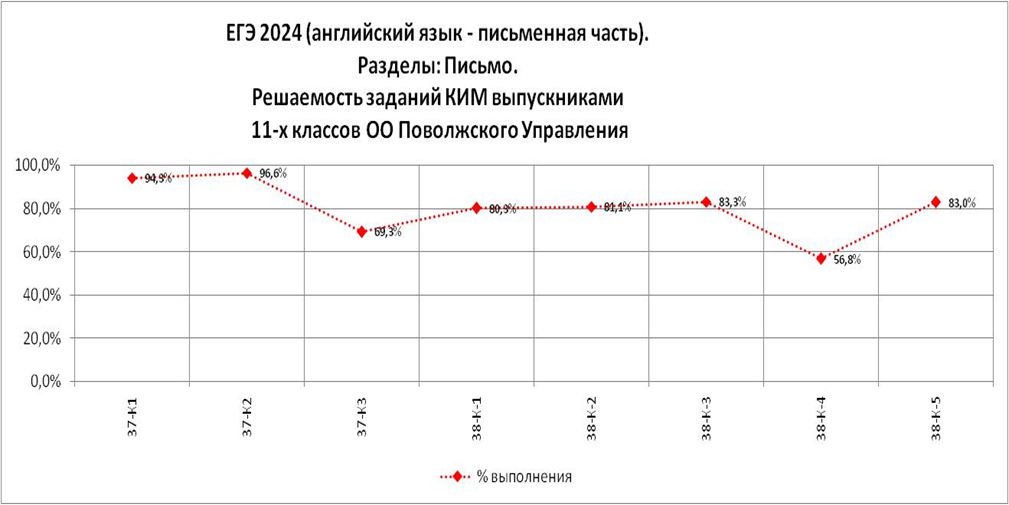 ЕГЭ 2024 (английский язык - письменная часть).
Разделы: Письмо.
Решаемость заданий КИМ выпускниками
11-х классов ОО Поволжского Управления
100,0%
80,0%
60,0%
40,0%
20,0%
0,0%
94,3%
96,6%
69,3%
80,3%
81,1%
83,3%
56,8%
83,0%
37-К1
37-К2
37-К3
38-К-1
38-К-2
38-К-3
38-К-4
38-К-5
% выполнения